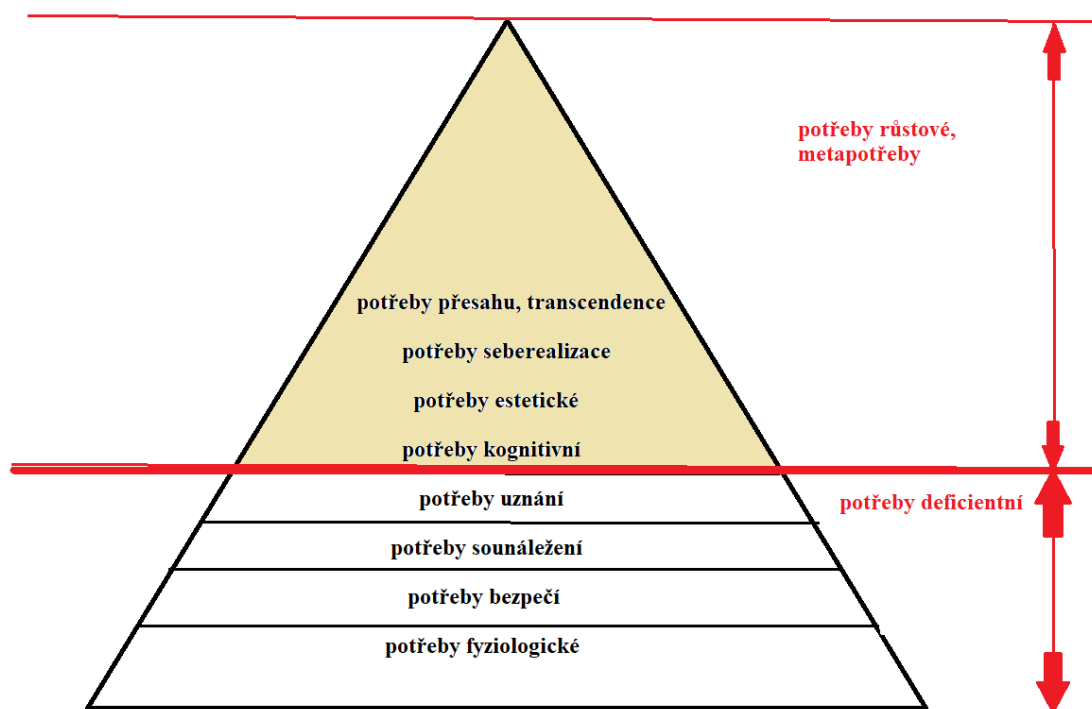 potřeby růstové,
metapotřeby
potřeby přesahu, transcendence
potřeby seberealizace
potřeby estetické
potřeby kognitivní
potřeby uznání
potřeby deficientní
potřeby sounáležení
potřeby bezpečí
potřeby fyziologické